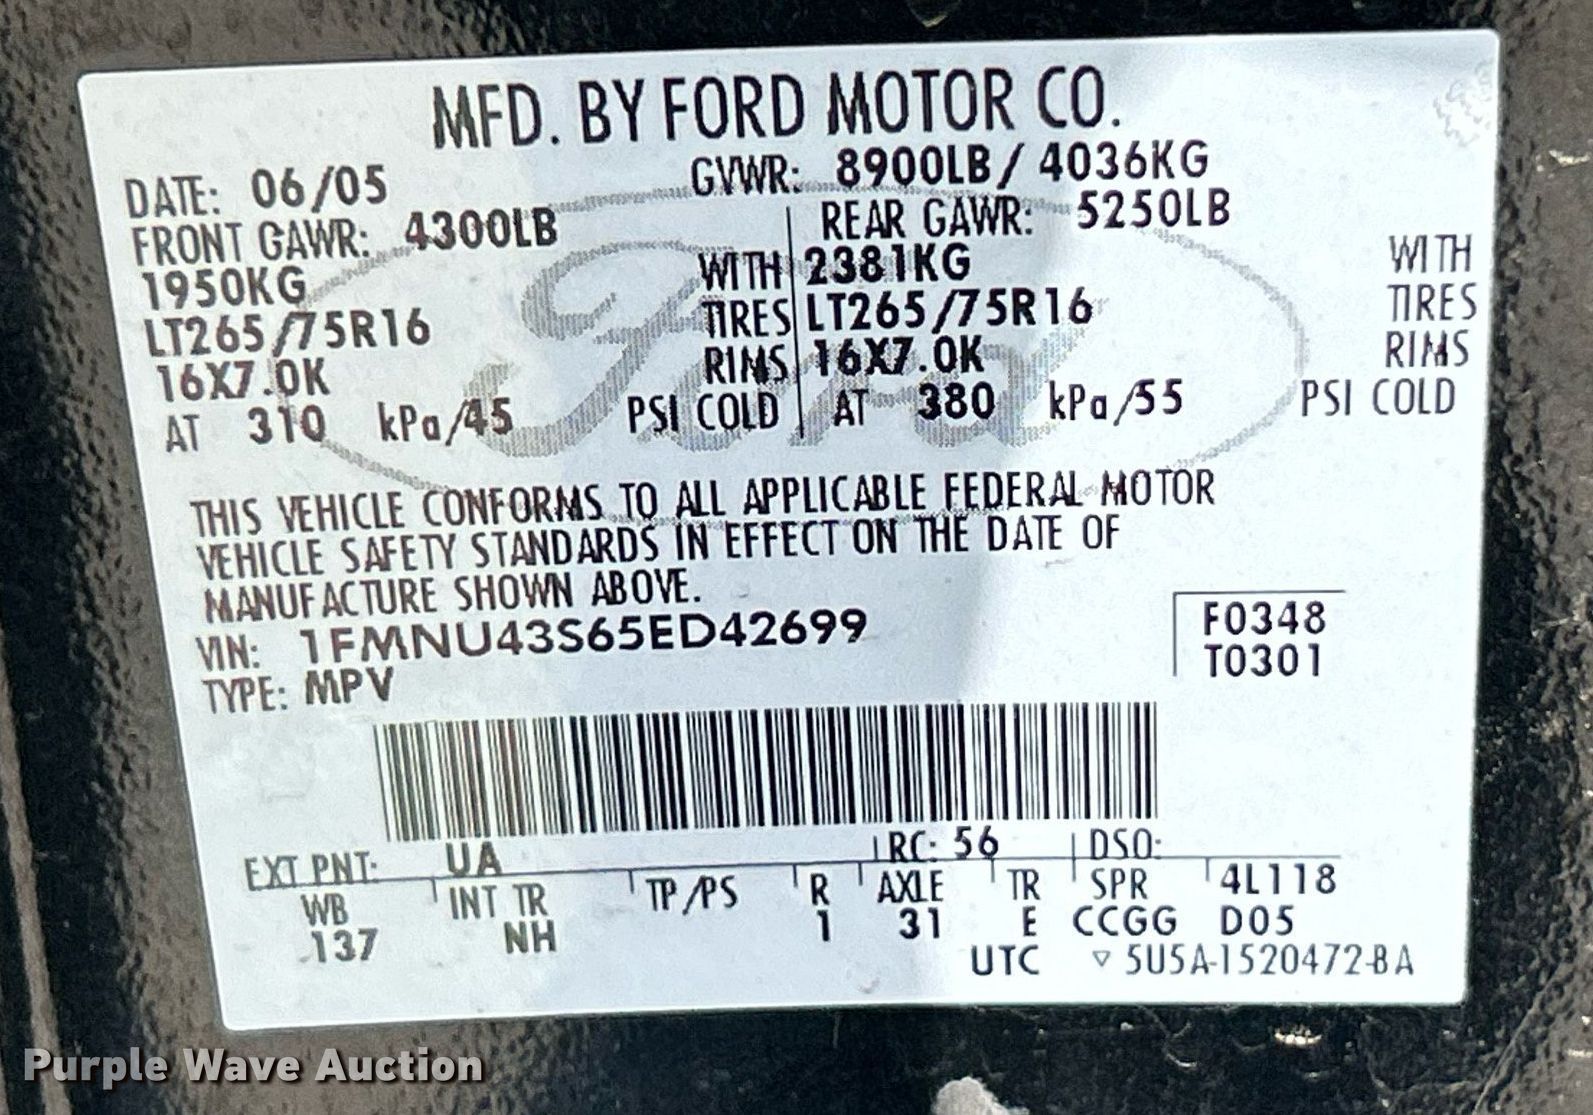 MFD. BY FORD MOTOR CO.
DATE: 06/05 GVWR: 8900LB/ 4036KG
FRONT GAWR: 4300LB REAR GAWR: 5250LB
1950KG WITH 2381KG WITH
LT265/75R16 TIRES LT265/75R16 TIRES
16X7.0K RIMS 16X7.0K RIMS
AT 310 kPa/45 PSI COLD AT 380 kPa/55 PSI COLD
Ford
THIS VEHICLE CONFORMS TO ALL APPLICABLE FEDERAL MOTOR
VEHICLE SAFETY STANDARDS IN EFFECT ON THE DATE OF
MANUFACTURE SHOWN ABOVE.
VIN: 1FMNU43S65ED42699
TYPE: MPV
F0348
T0301
EXT PNT: UA RC: 56 DSO:
WB INT TR TP/PS R AXLE TR SPR 4L118
137 NH 1 31 E CCGG D05
UTC ▽ 5U5A-1520472-BA
Purple Wave Auction